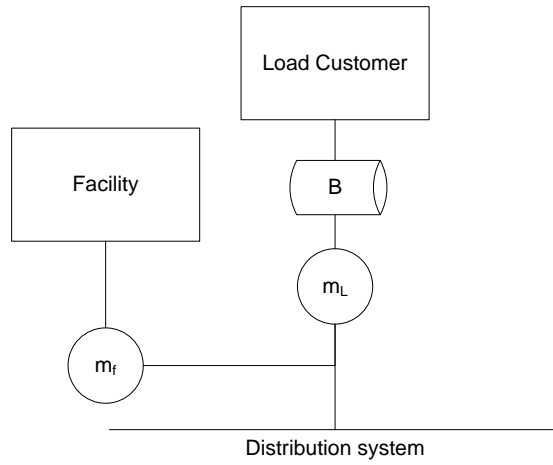 Load Customer
Facility
B
mL
mf
Distribution system